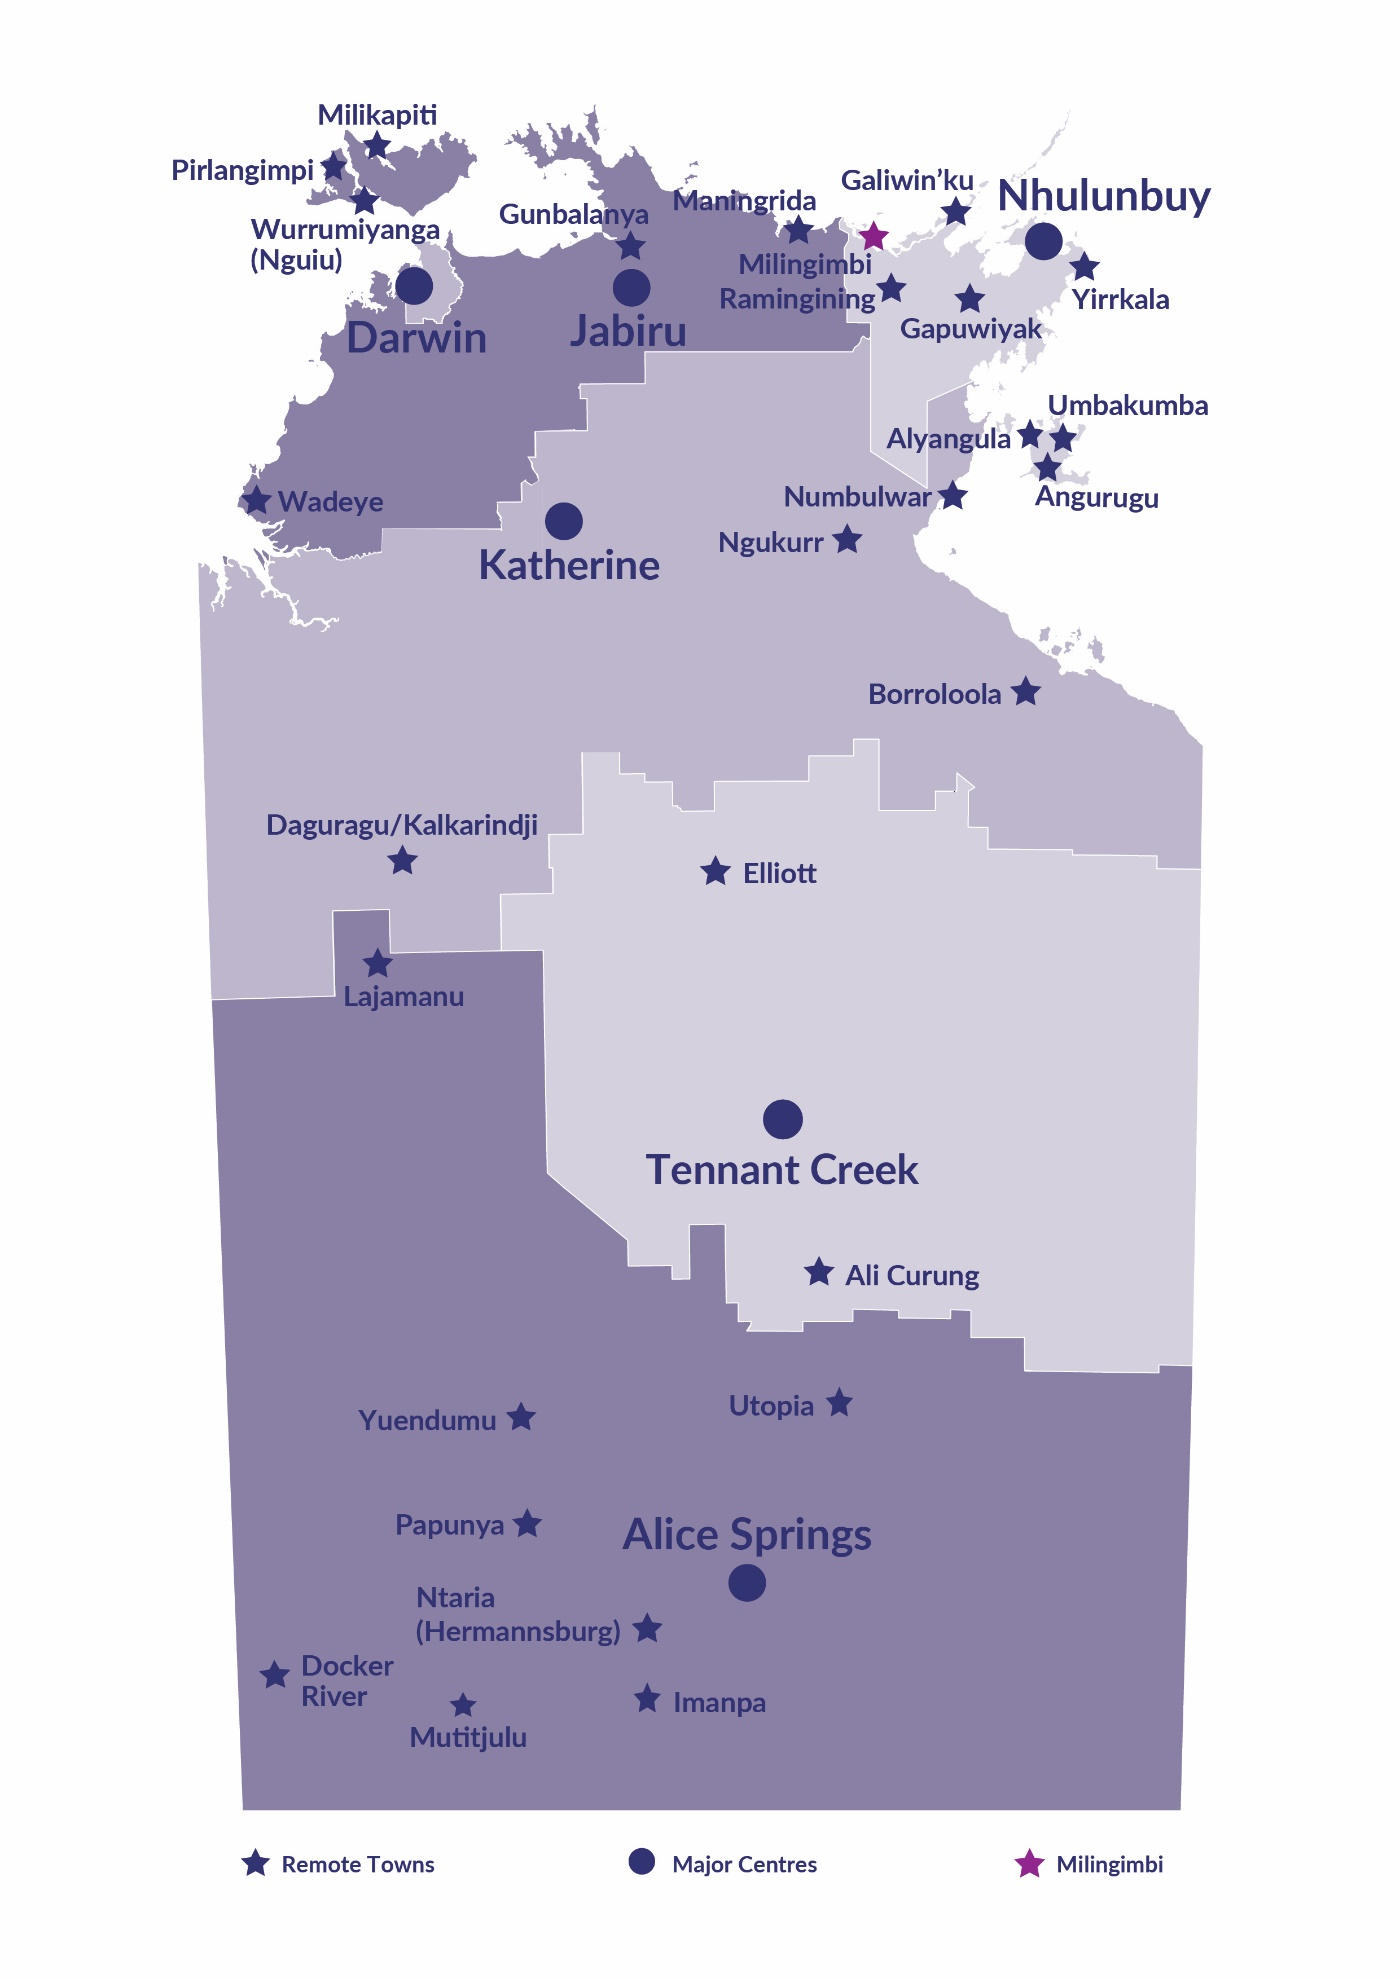 Milikapiti
Pirlangimpi
Wurrumiyanga
(Nguiu)
Gunbalanya
Maningrida
Galiwin’ku
Nhulunbuy
Milingimbi
Ramingining
Yirrkala
Gapuwiyak
Darwin
Jabiru
Umbakumba
Alyangula
Angurugu
Numbulwar
Wadeye
Ngukurr
Katherine
Borroloola
Daguragu/Kalkarindji
Elliott
Lajamanu
Tennant Creek
Ali Curung
Utopia
Yuendumu
Papunya
Alice Springs
Ntaria
(Hermannsburg)
Docker
River
Imanpa
Mutitjulu
Remote Towns
Major Centres
Milingimbi